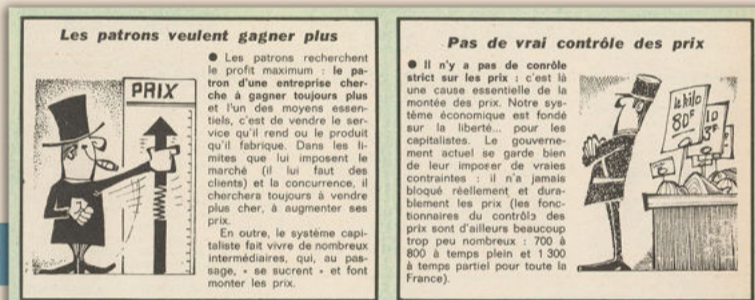 Les patrons veulent gagner plus
● Les patrons recherchent
le profit maximum : le pa-
tron d'une entreprise cher-
che à gagner toujours plus
et l'un des moyens essen-
tiels, c'est de vendre le ser-
vice qu'il rend ou le produit
qu'il fabrique. Dans les li-
mites que lui imposent le
marché (il lui faut des
clients) et la concurrence, il
cherchera toujours à vendre
plus cher, à augmenter ses
prix.
En outre, le système capi-
taliste fait vivre de nombreux
intermédiaires, qui, au pas-
sage, « se sucrent » et font
monter les prix.
PRIX
Pas de vrai contrôle des prix
● Il n'y a pas de conrôle
strict sur les prix : c'est là
une cause essentielle de la
montée des prix. Notre sys-
tème économique est fondé
sur la liberté... pour les
capitalistes. Le gouverne-
ment actuel se garde bien
de leur imposer de vraies
contraintes : il n'a jamais
bloqué réellement et dura-
blement les prix (les fonc-
tionnaires du contrôle des
prix sont d'ailleurs beaucoup
trop peu nombreux : 700 à
800 à temps plein et 1 300
à temps partiel pour toute la
France).
le kilo
80F
10
3F